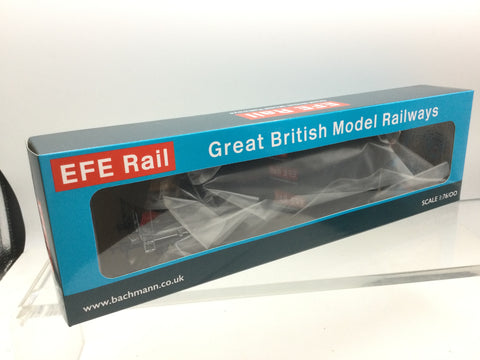 EFE Rail
EFE Rail
Great British Model Railways
SCALE 1:76/OO
www.bachmann.co.uk